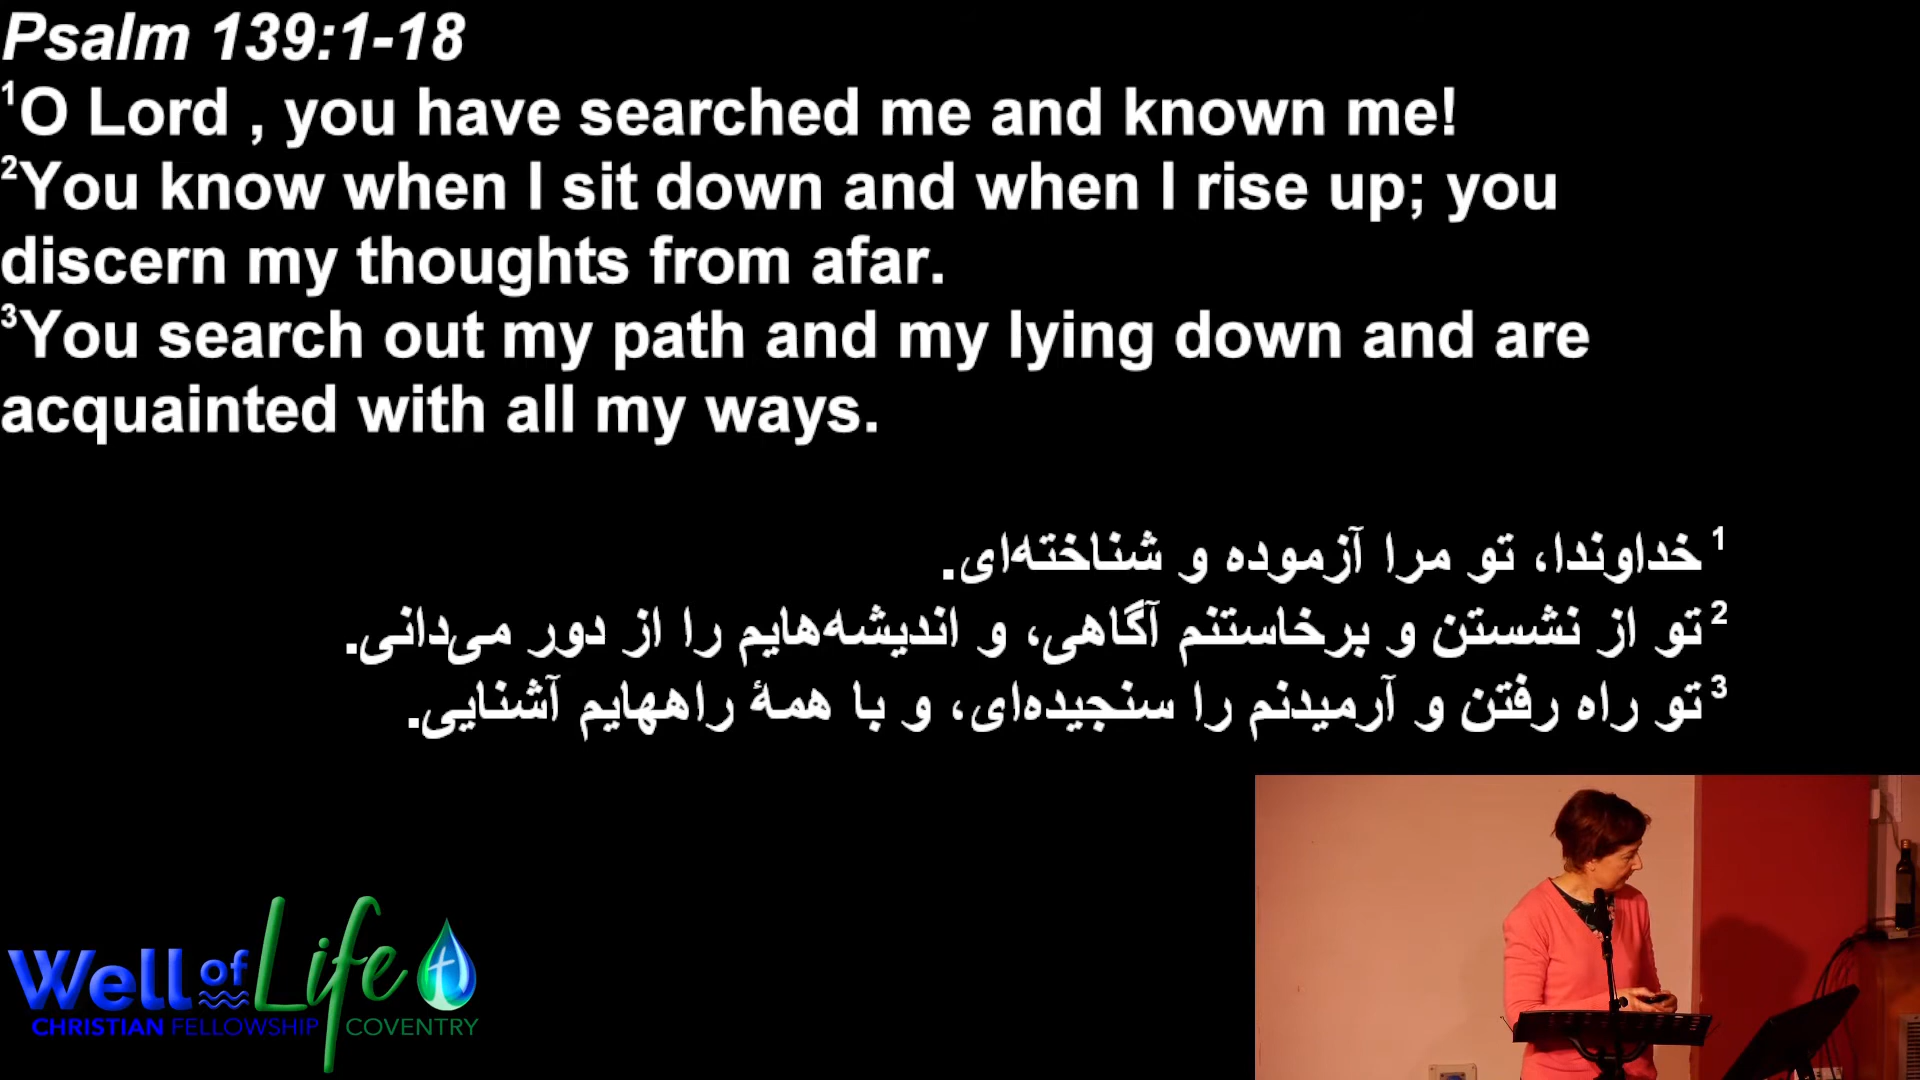 Psalm 139:1-18
1O Lord , you have searched me and known me!
2You know when I sit down and when I rise up; you
discern my thoughts from afar.
3You search out my path and my lying down and are
acquainted with all my ways.
1 خداوندا، تو مرا آزموده و شناخته‌ای.
2 تو از نشستن و برخاستنم آگاهی، و اندیشه‌هایم را از دور می‌دانی.
3 تو راه رفتن و آرمیدنم را سنجیده‌ای، و با همهٔ راههایم آشنایی.
Well of Life
CHRISTIAN FELLOWSHIP COVENTRY